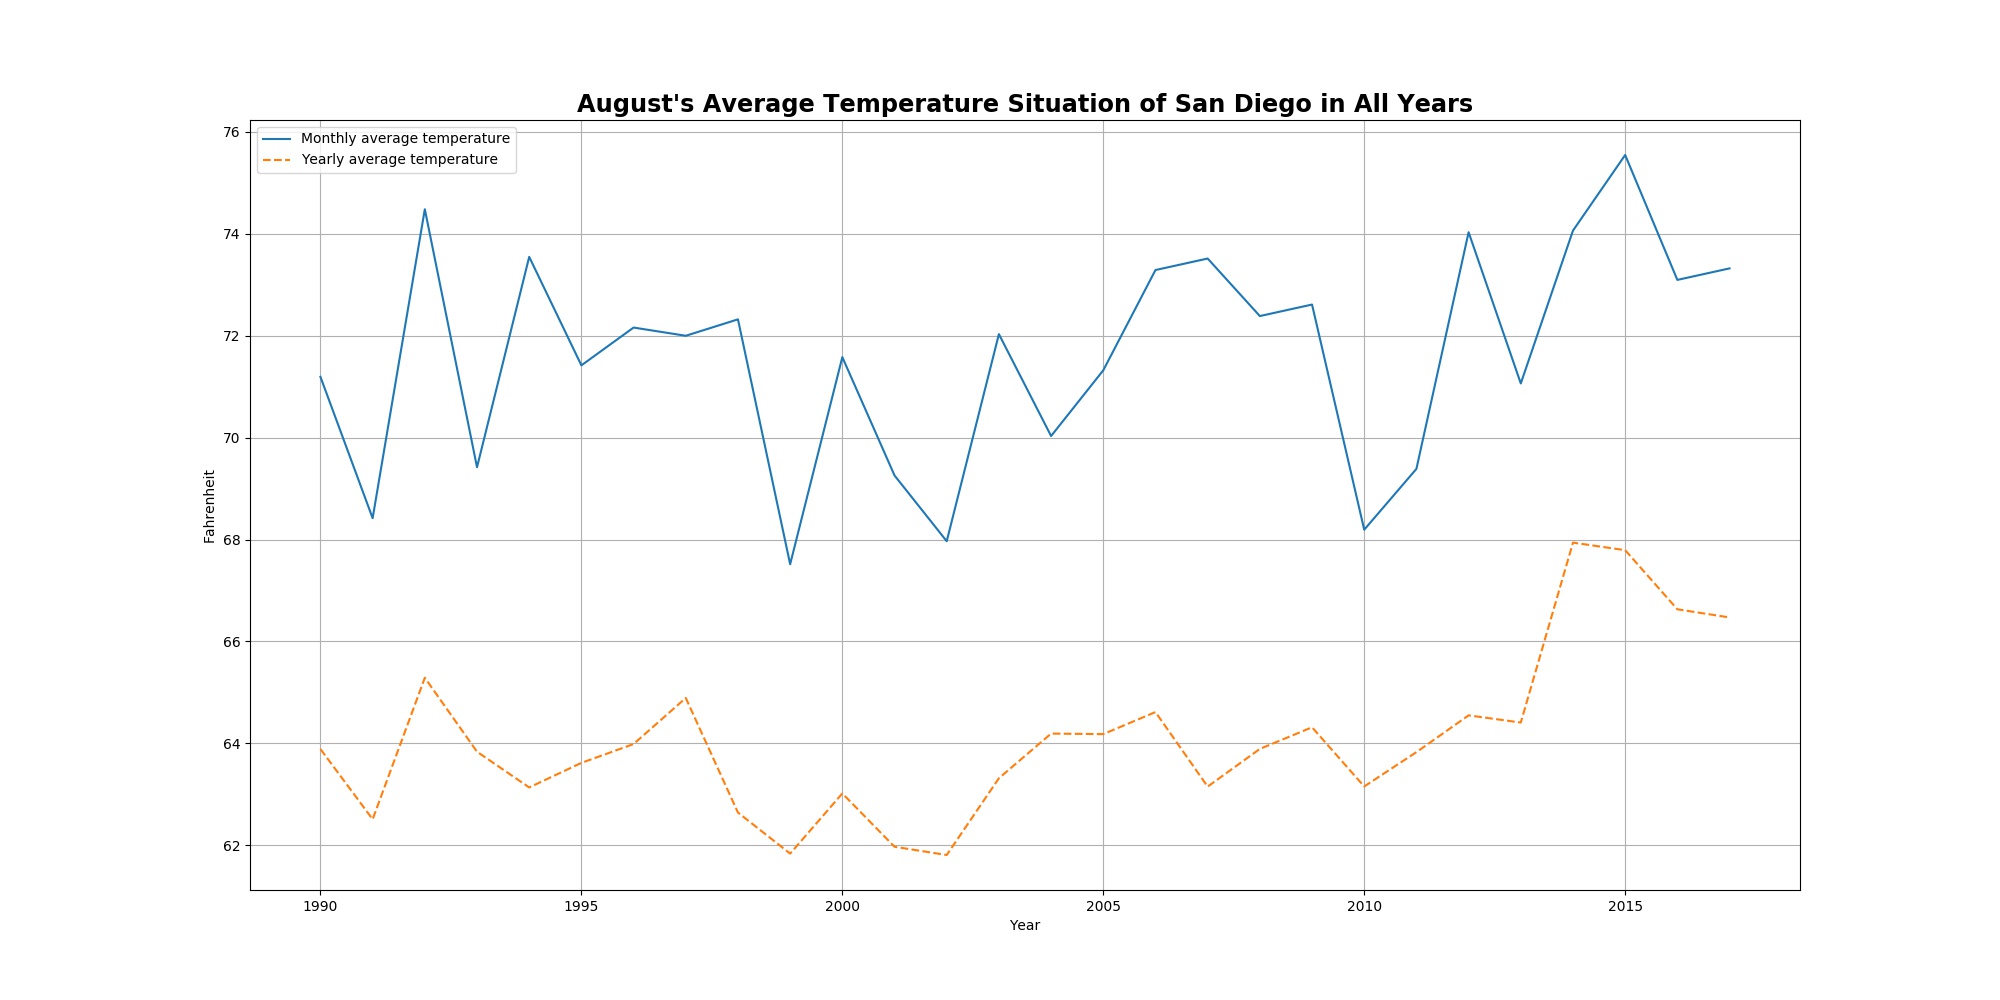 August's Average Temperature Situation of San Diego in All Years
Monthly average temperature
Yearly average temperature
76
74
72
70
68
66
64
62
Fahrenheit
1990 1995 2000 2005 2010 2015
Year